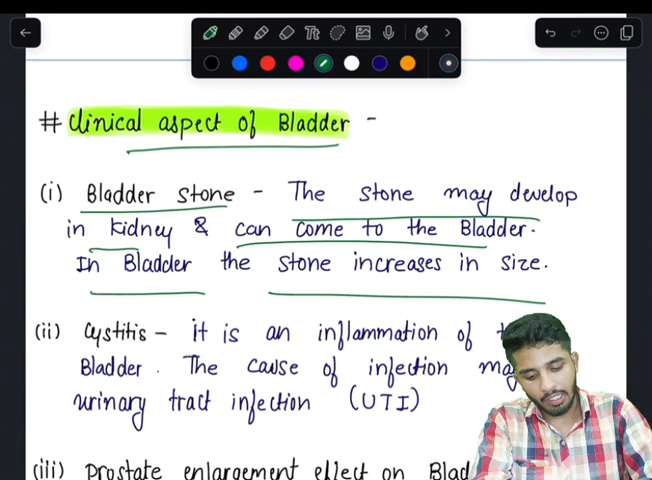 # Clinical aspect of Bladder -
(i) Bladder stone - The stone may develop
in kidney & can come to the Bladder.
In Bladder the stone increases in size.
(ii) Cystitis - it is an inflammation of
Bladder. The cause of infection may
urinary tract infection (UTI)
(iii) Prostate enlargement effect on Blad